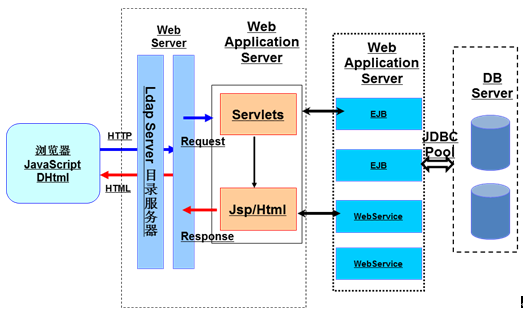 Web
Server
Web
Application
Server
Web
Application
Server
DB
Server
浏览器
JavaScript
DHtml
HTTP
HTML
Ldap Server 目录服务器
Request
Response
Servlets
Jsp/Html
EJB
EJB
WebService
WebService
JDBC
Pool
!